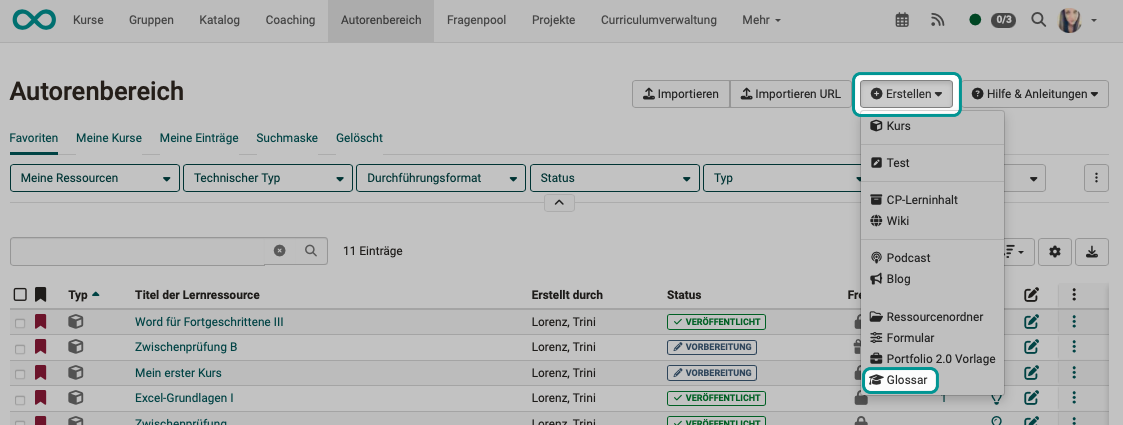 Kurse Gruppen Katalog Coaching Autorenbereich Fragenpool Projekte Curriculumverwaltung Mehr 0/3
Autorenbereich
Importieren Importieren URL Erstellen Hilfe & Anleitungen
Favoriten Meine Kurse Meine Einträge Suchmaske Gelöscht
Meine Ressourcen Technischer Typ Durchführungsformat Status Typ
Kurs
Test
CP-Lerninhalt
Wiki
Podcast
Blog
Ressourcenordner
Formular
Portfolio 2.0 Vorlage
Glossar
11 Einträge
Typ Titel der Lernressource Erstellt durch Status
Word für Fortgeschrittene III Lorenz, Trini VERÖFFENTLICHT
Zwischenprüfung B Lorenz, Trini VORBEREITUNG
Mein erster Kurs Lorenz, Trini VORBEREITUNG
Excel-Grundlagen I Lorenz, Trini VERÖFFENTLICHT 1
Zwischenprüfung Lorenz, Trini VERÖFFENTLICHT